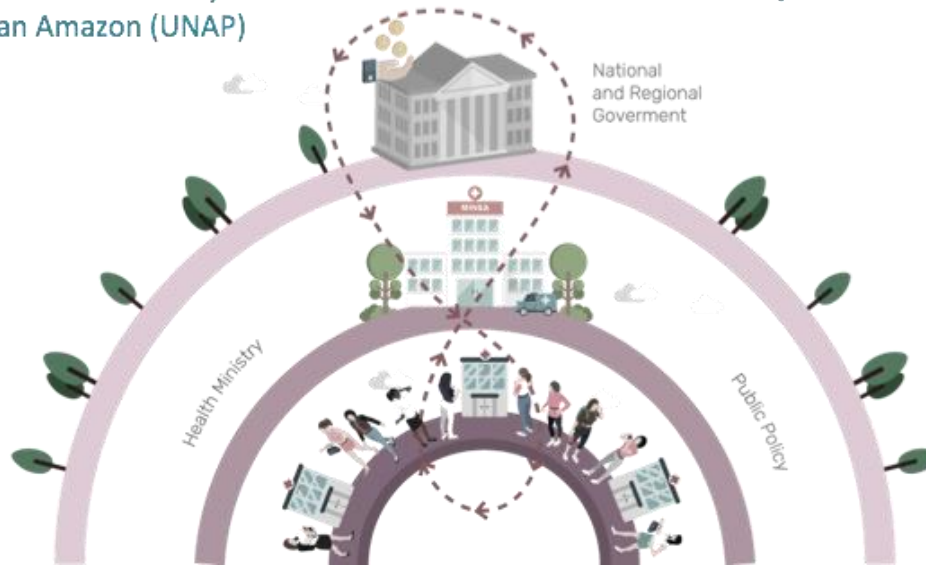 an Amazon (UNAP)
National
and Regional
Goverment
MINSA
Health Ministry
Public Policy